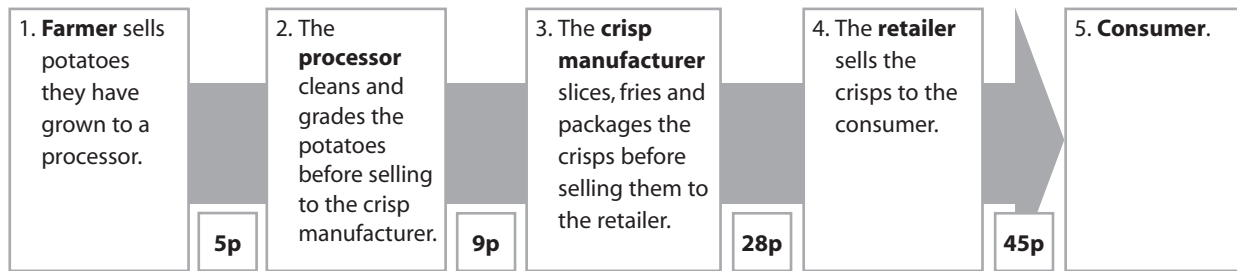 1. Farmer sells
potatoes
they have
grown to a
processor.
5p
2. The
processor
cleans and
grades the
potatoes
before selling
to the crisp
manufacturer.
9p
3. The crisp
manufacturer
slices, fries and
packages the
crisps before
selling them to
the retailer.
28p
4. The retailer
sells the
crisps to the
consumer.
45p
5. Consumer.